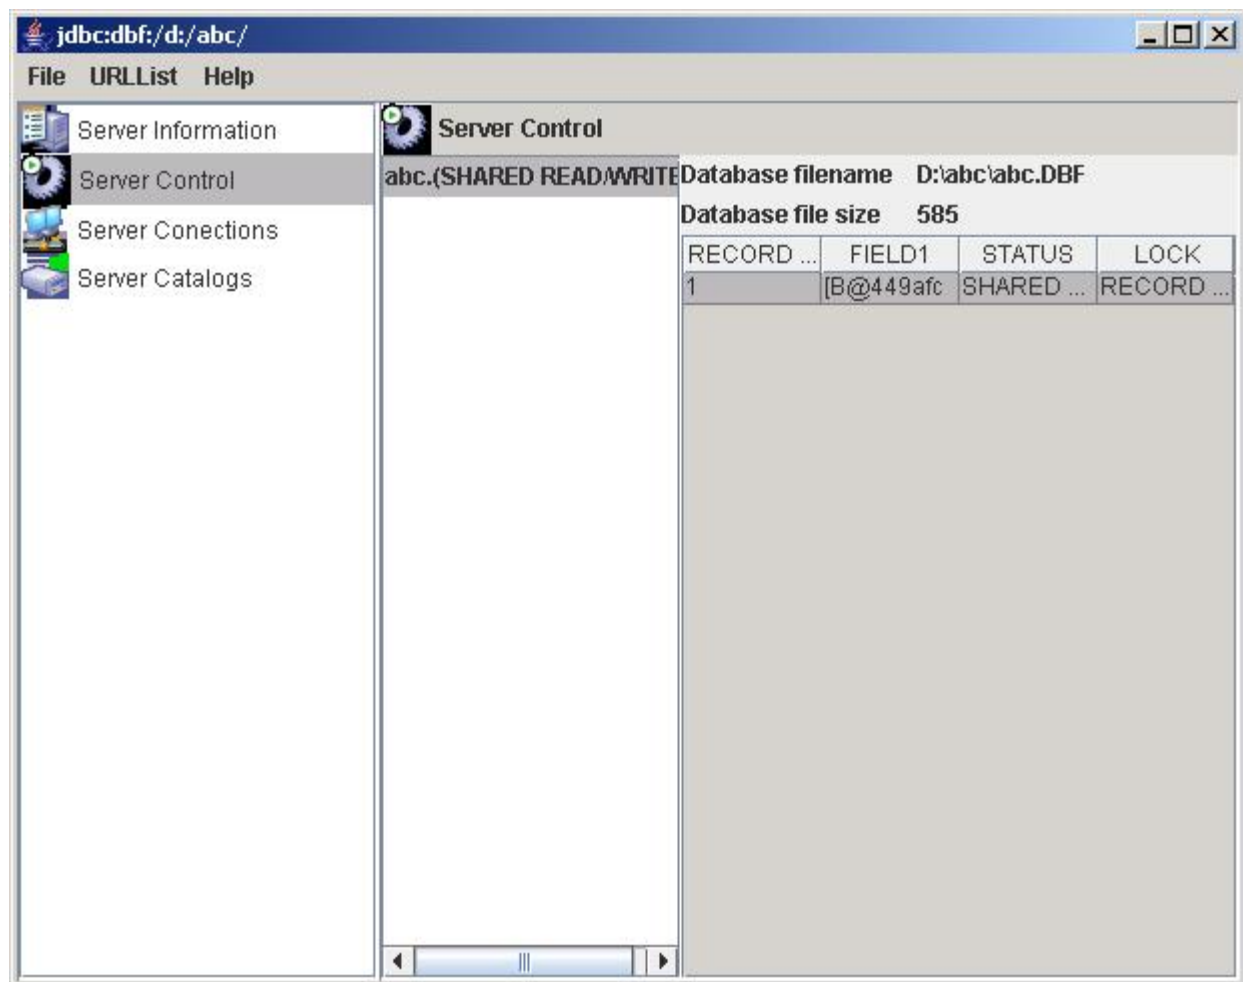 jdbc:dbf:/d:/abc/
File URLList Help
Server Information
Server Control
Server Conections
Server Catalogs
Server Control
abc.(SHARED READ/WRITE
Database filename D:\abc\abc.DBF
Database file size 585
RECORD ... FIELD1 STATUS LOCK
1 [B@449afc SHARED ... RECORD ...